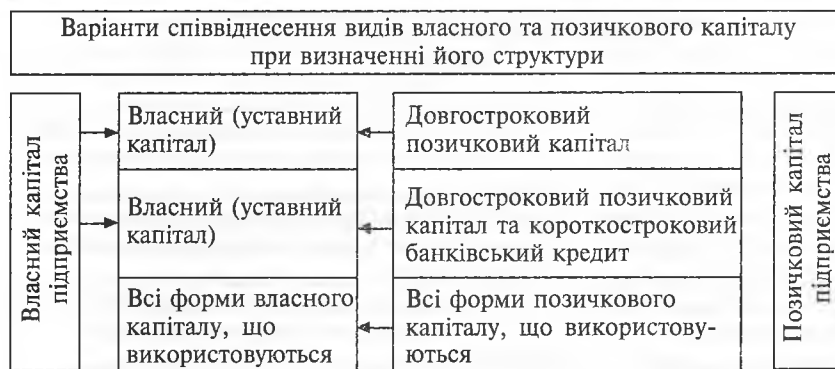 Варіанти співвіднесення видів власного та позичкового капіталу
при визначенні його структури
Власний капітал
підприємства
Власний (уставний
капітал)
Довгостроковий
позичковий капітал
Власний (уставний
капітал)
Довгостроковий позичковий
капітал та короткостроковий
банківський кредит
Всі форми власного
капіталу, що
використовуються
Всі форми позичкового
капіталу, що використову-
ються
Позичковий капітал
підприємства